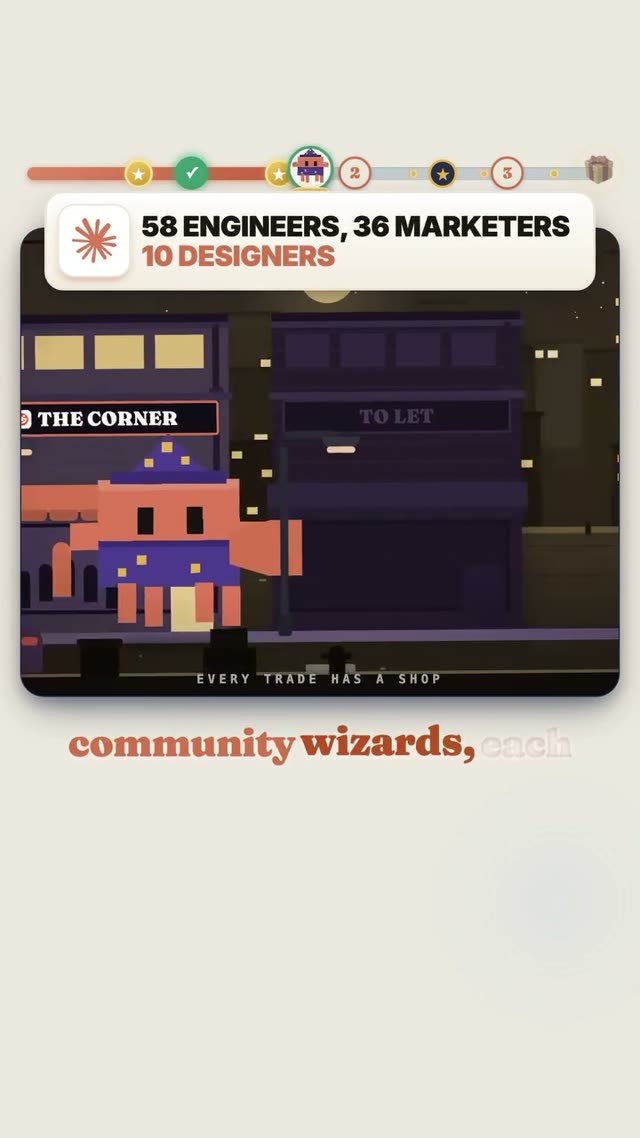 2
3
58 ENGINEERS, 36 MARKETERS
10 DESIGNERS
THE CORNER
TO LET
EVERY TRADE HAS A SHOP
community wizards, each